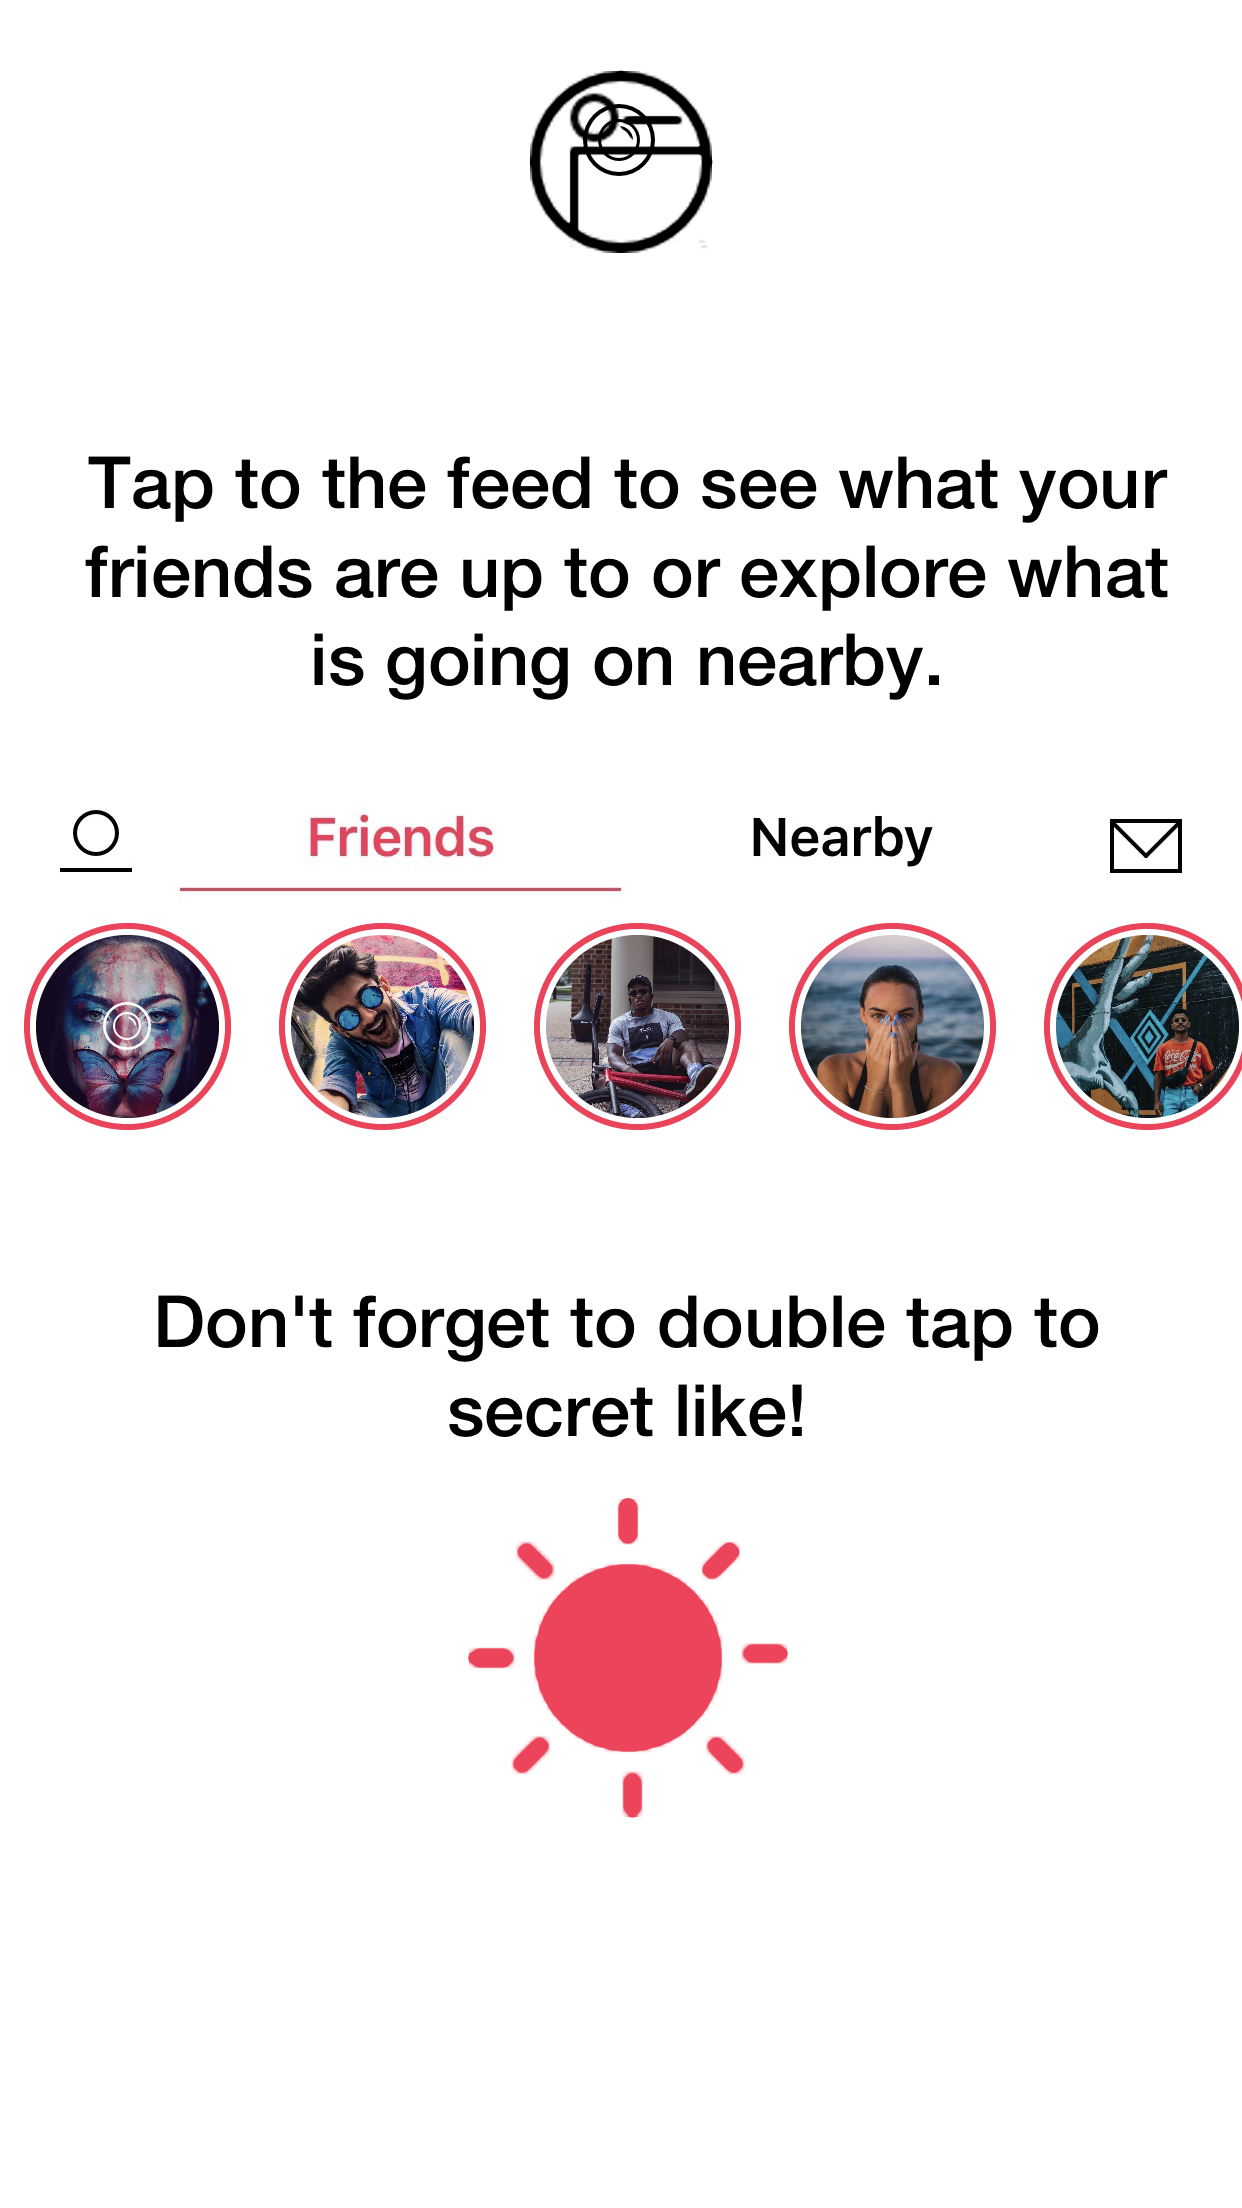 Tap to the feed to see what your
friends are up to or explore what
is going on nearby.
Friends
Nearby
Don't forget to double tap to
secret like!